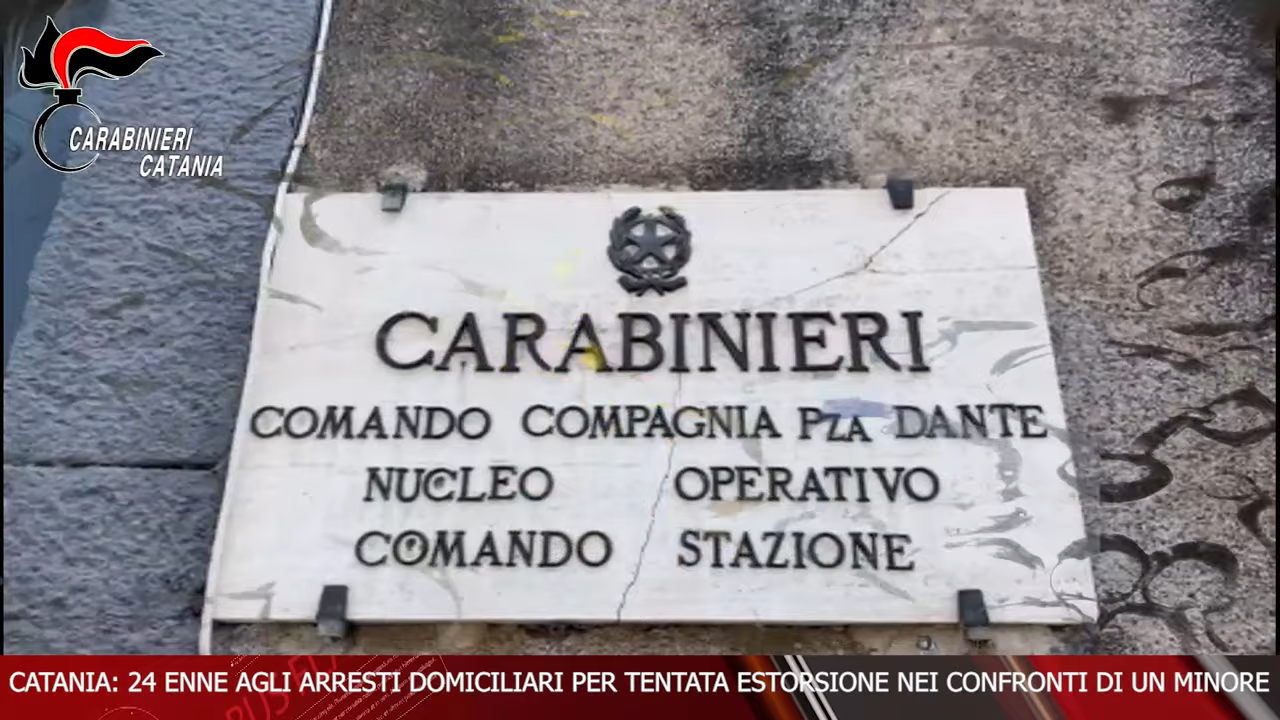 CARABINIERI
CATANIA
CARABINIERI
COMANDO COMPAGNIA PZA DANTE
NUCLEO OPERATIVO
COMANDO STAZIONE
CATANIA: 24 ENNE AGLI ARRESTI DOMICILIARI PER TENTATA ESTORSIONE NEI CONFRONTI DI UN MINORE